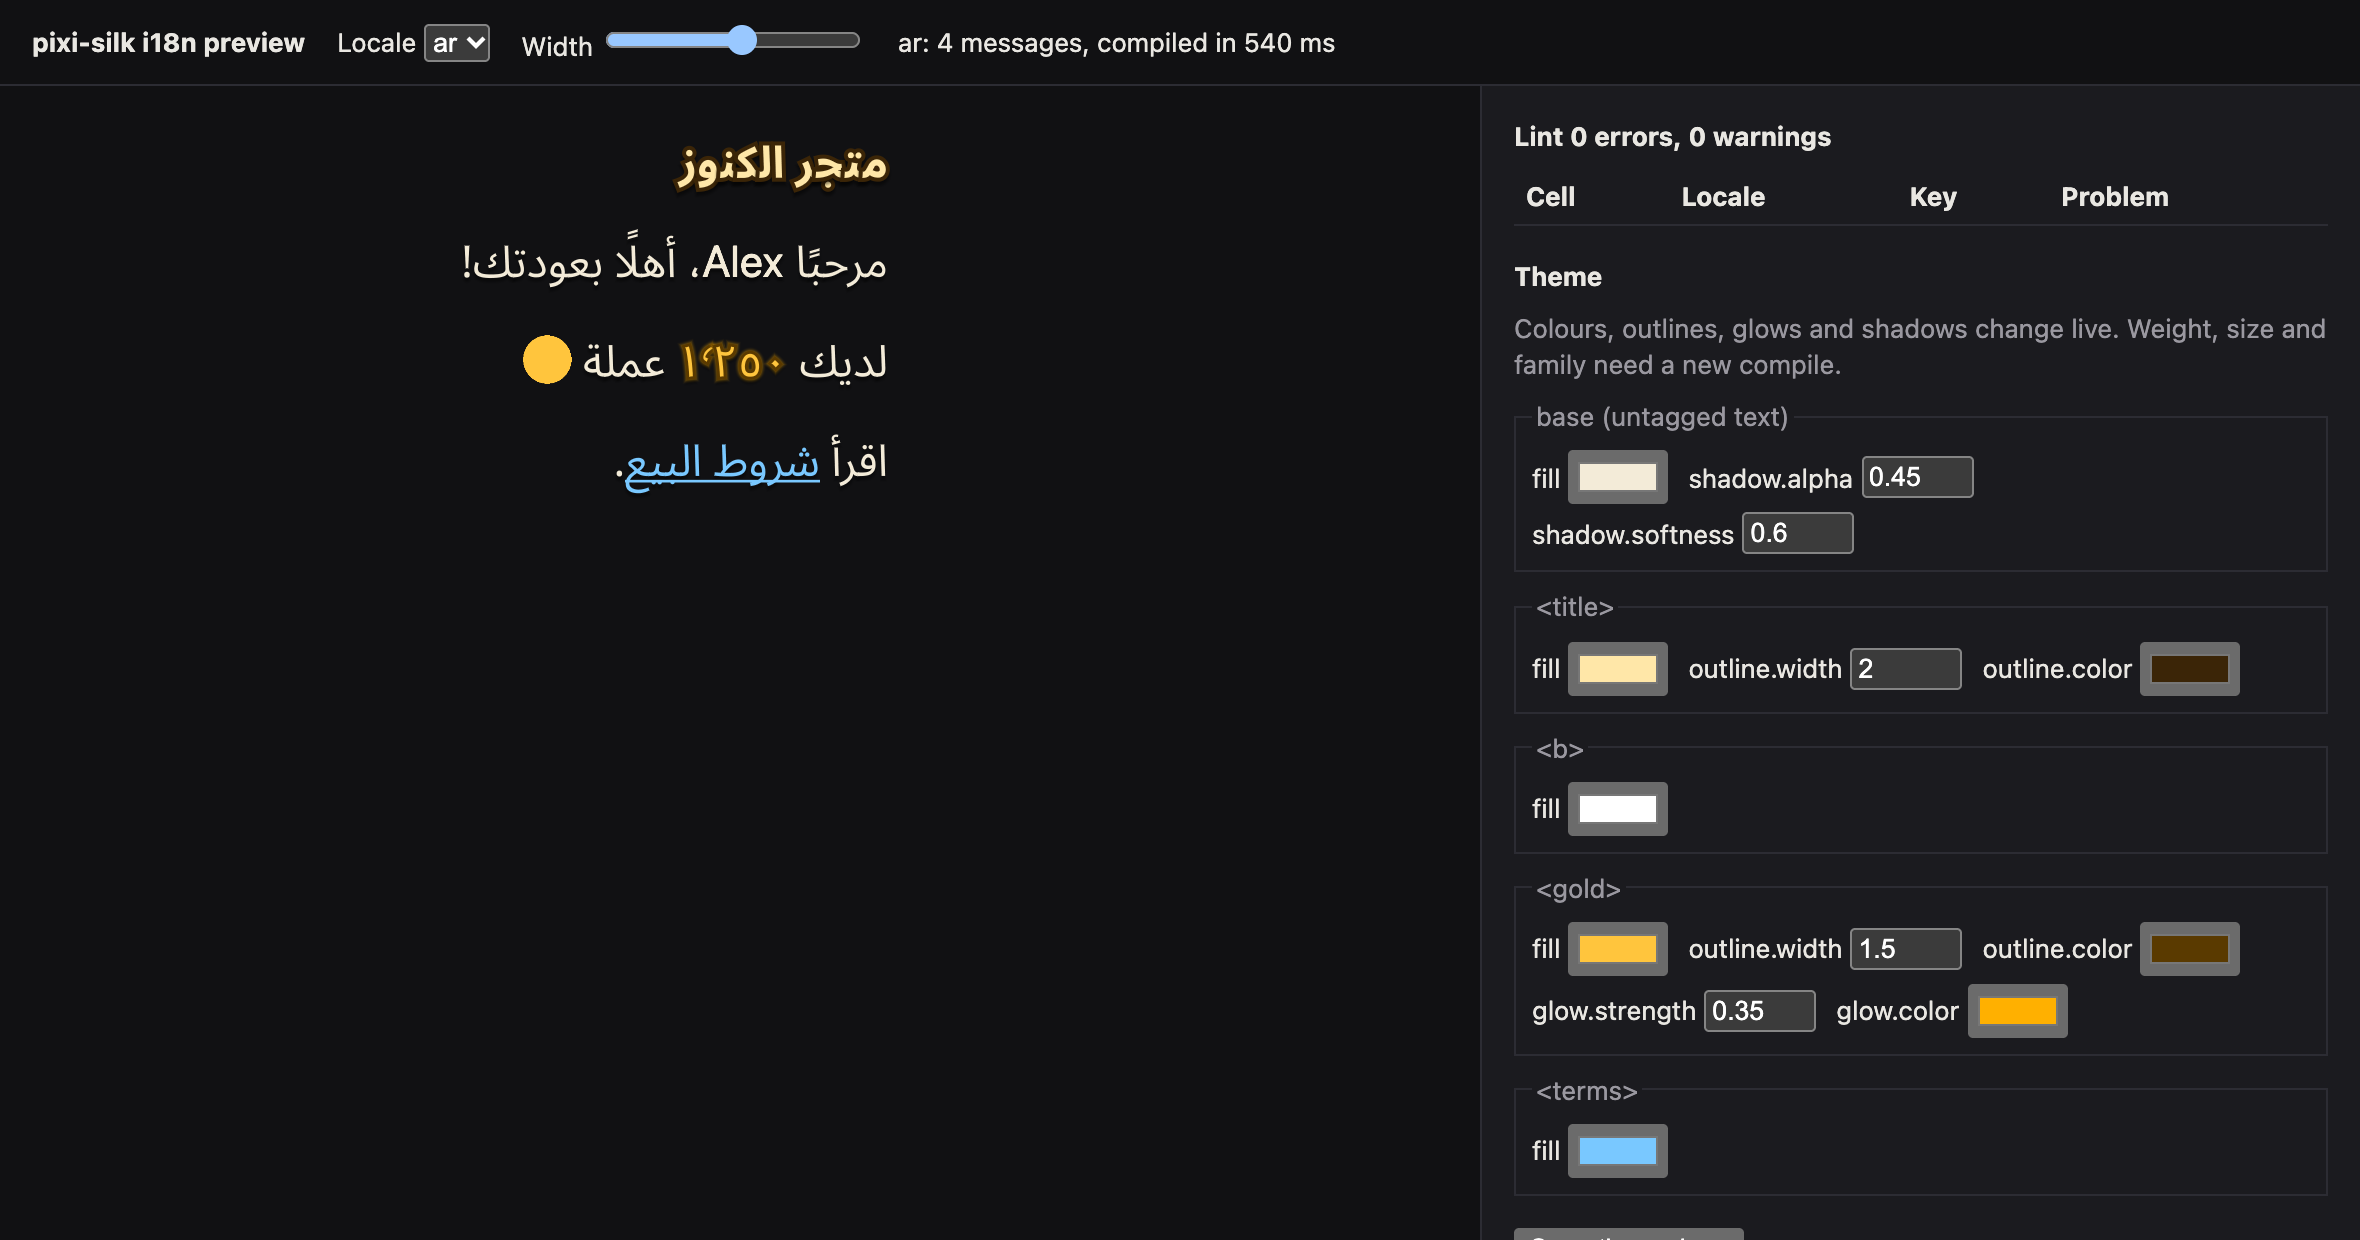 pixi-silk i18n preview Locale ar Width ar: 4 messages, compiled in 540 ms
متجر الكنوز
مرحبًا Alex، أهلًا بعودتك!
لديك ١٬٢٥٠ عملة
اقرأ شروط البيع.
Lint 0 errors, 0 warnings
Cell Locale Key Problem
Theme
Colours, outlines, glows and shadows change live. Weight, size and
family need a new compile.
base (untagged text)
fill shadow.alpha 0.45
shadow.softness 0.6
<title>
fill outline.width 2 outline.color
<b>
fill
<gold>
fill outline.width 1.5 outline.color
glow.strength 0.35 glow.color
<terms>
fill